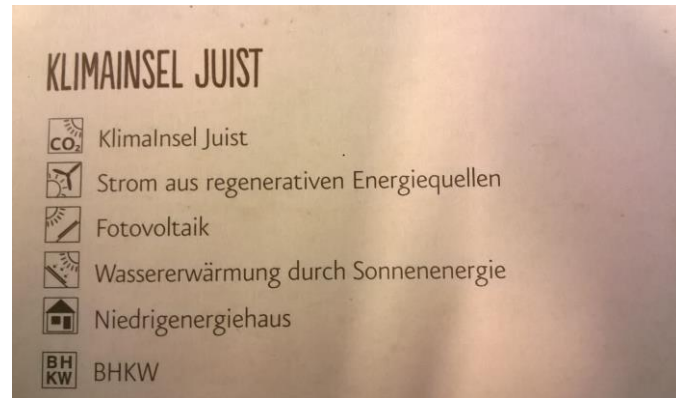 KLIMAINSEL JUIST
CO₂ KlimaInsel Juist
Strom aus regenerativen Energiequellen
Fotovoltaik
Wassererwärmung durch Sonnenenergie
Niedrigenergiehaus
BH
KW BHKW